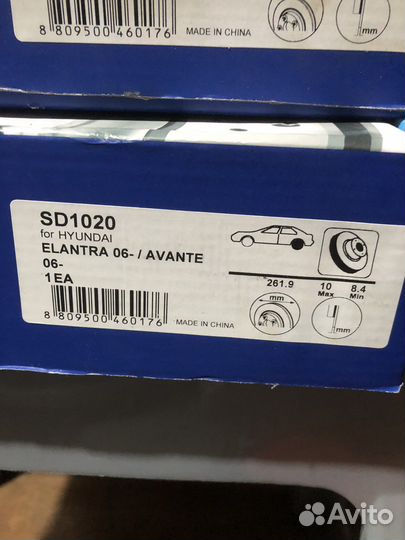 8 809500 460176
MADE IN CHINA
mm
SD1020
for HYUNDAI
ELANTRA 06- / AVANTE
06-
1EA
261.9 10 8.4
Max Min
mm
mm
8 809500 460176
MADE IN CHINA
Avito